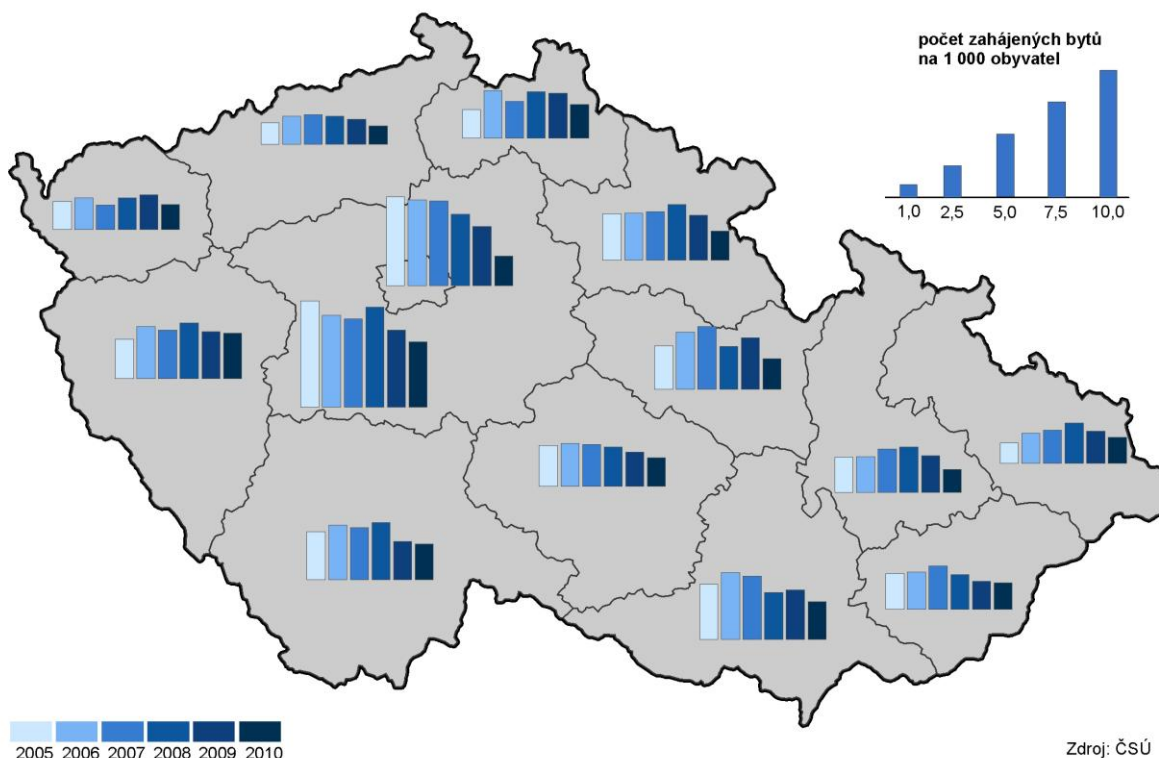 počet zahájených bytů
na 1 000 obyvatel
1,0 2,5 5,0 7,5 10,0
2005 2006 2007 2008 2009 2010
Zdroj: ČSÚ